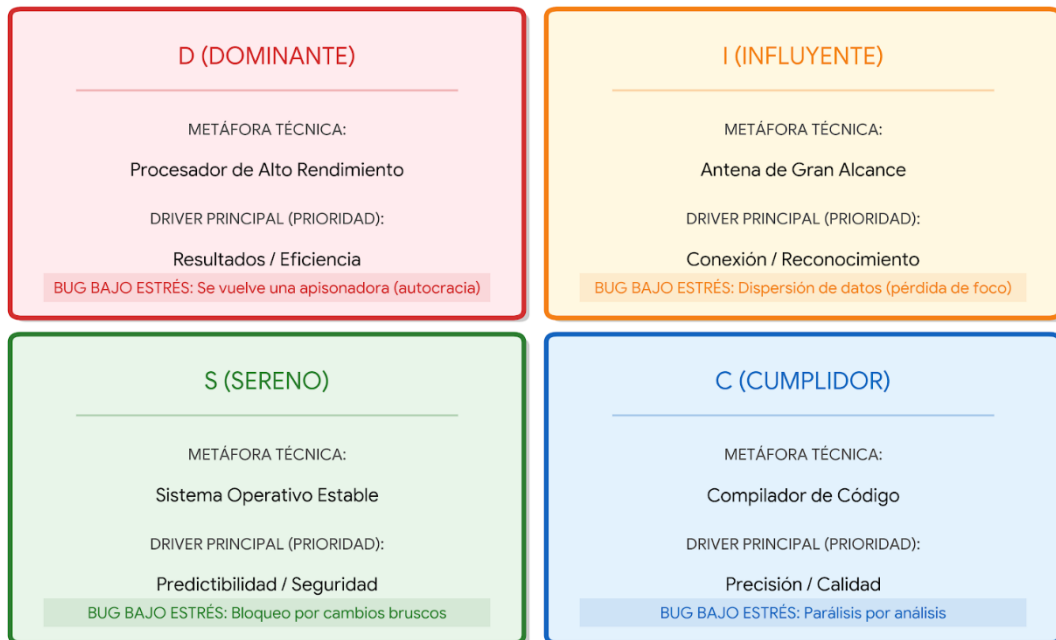 D (DOMINANTE)
METÁFORA TÉCNICA:
Procesador de Alto Rendimiento
DRIVER PRINCIPAL (PRIORIDAD):
Resultados / Eficiencia
BUG BAJO ESTRÉS: Se vuelve una apisonadora (autocracia)
I (INFLUYENTE)
METÁFORA TÉCNICA:
Antena de Gran Alcance
DRIVER PRINCIPAL (PRIORIDAD):
Conexión / Reconocimiento
BUG BAJO ESTRÉS: Dispersión de datos (pérdida de foco)
S (SERENO)
METÁFORA TÉCNICA:
Sistema Operativo Estable
DRIVER PRINCIPAL (PRIORIDAD):
Predictibilidad / Seguridad
BUG BAJO ESTRÉS: Bloqueo por cambios bruscos
C (CUMPLIDOR)
METÁFORA TÉCNICA:
Compilador de Código
DRIVER PRINCIPAL (PRIORIDAD):
Precisión / Calidad
BUG BAJO ESTRÉS: Parálisis por análisis